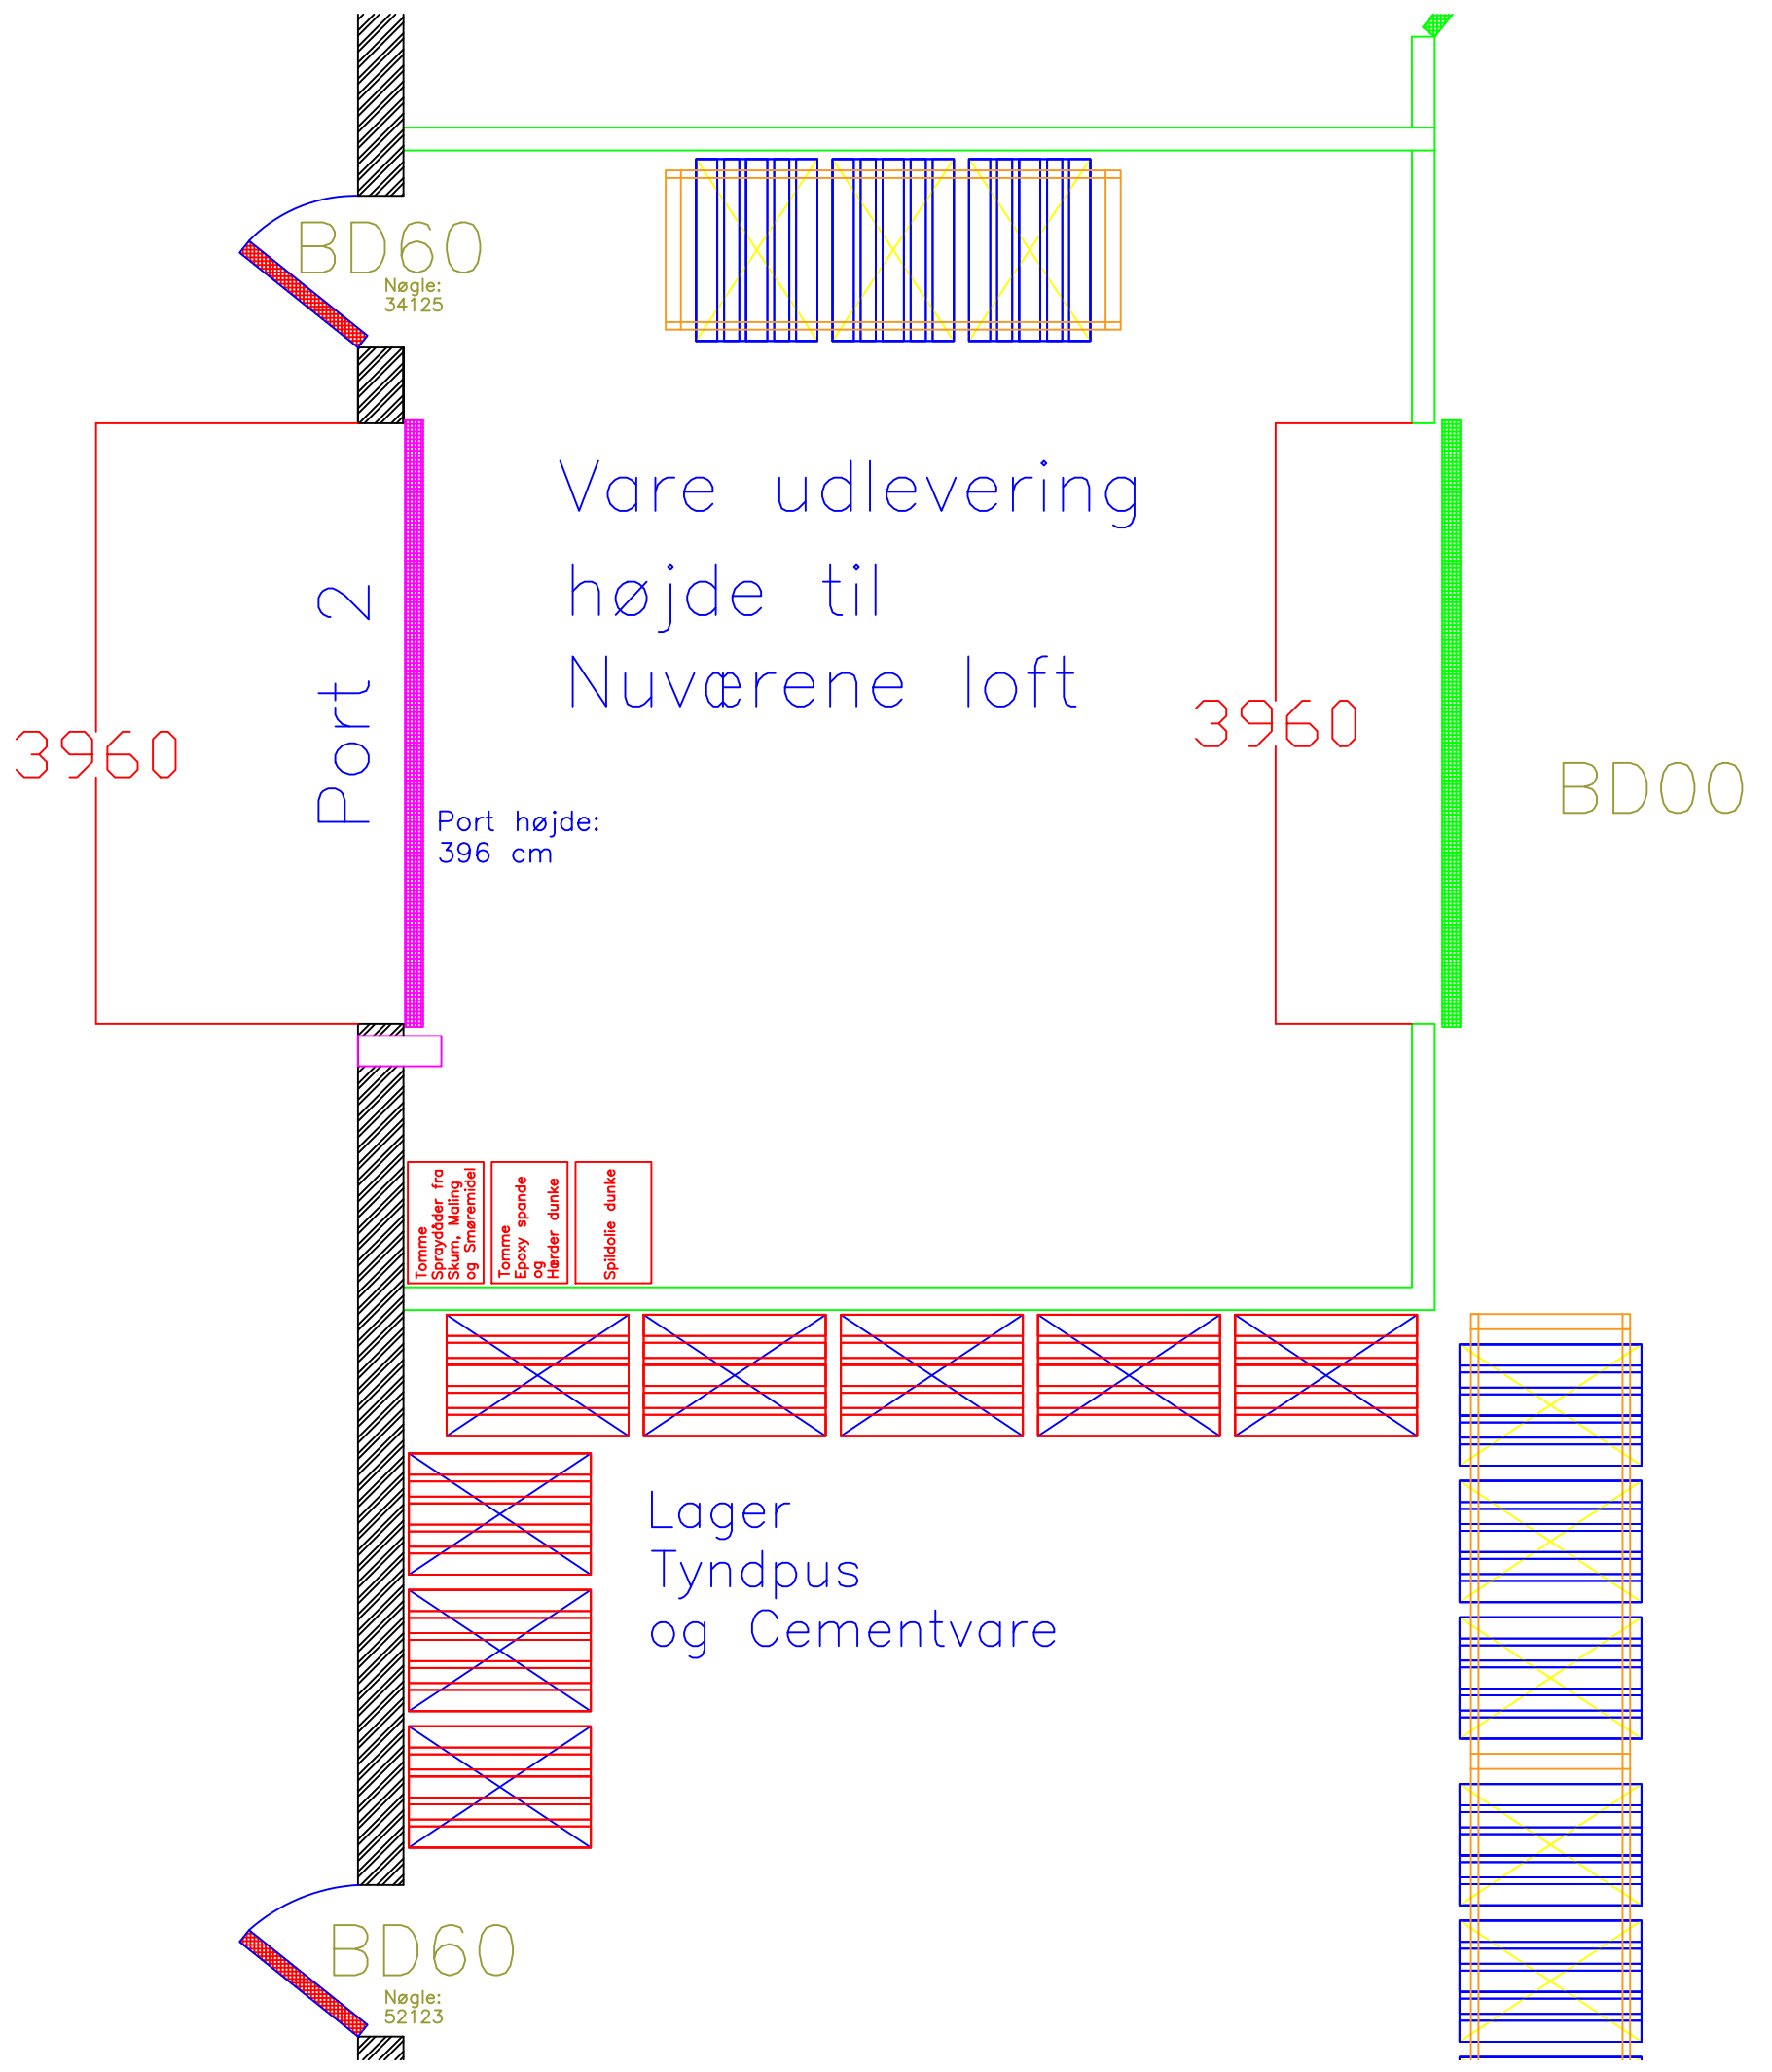 BD60
Nøgle:
34125
Vare udlevering
højde til
Nuværene loft
Port 2
3960
3960
BD00
Port højde:
396 cm
Tomme
Spraydåder fra
Skum, Maling
og Smøremidel
Tomme
Epoxy spande
og
Hærder dunke
Spildolie dunke
Lager
Tyndpus
og Cementvare
BD60
Nøgle:
52123